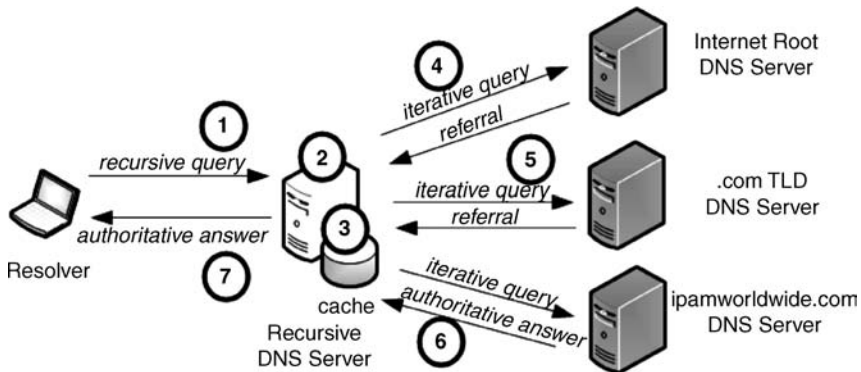 4
iterative query
referral
Internet Root
DNS Server
1
recursive query
2
5
iterative query
referral
.com TLD
DNS Server
3
authoritative answer
7
Resolver
cache
Recursive
DNS Server
iterative query
authoritative answer
6
ipamworldwide.com
DNS Server